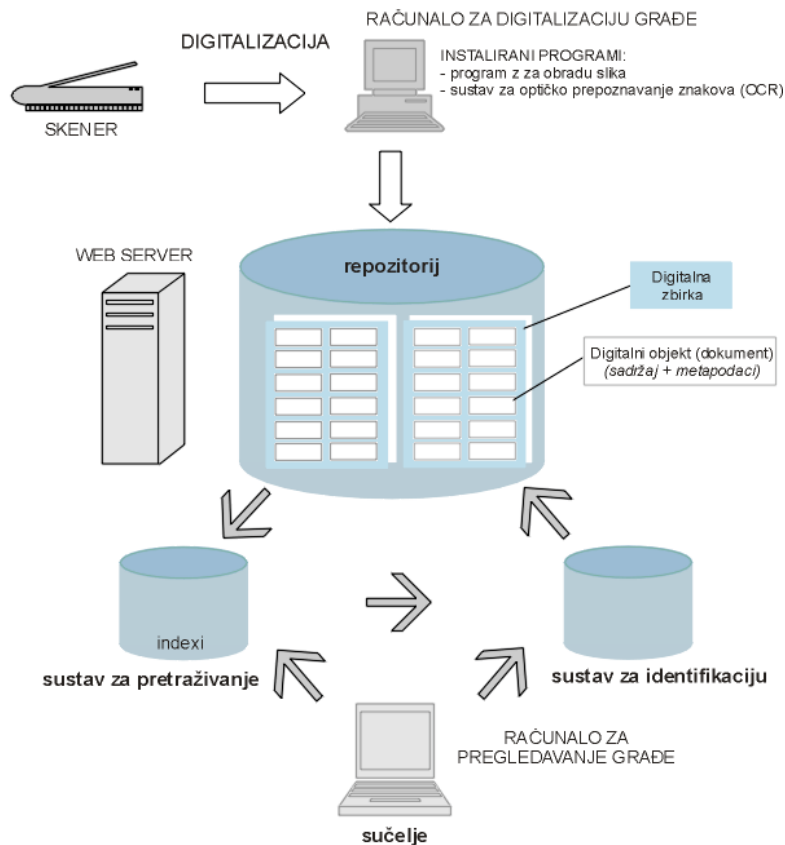 RAČUNALO ZA DIGITALIZACIJU GRAĐE
DIGITALIZACIJA
INSTALIRANI PROGRAMI:
- program z za obradu slika
- sustav za optičko prepoznavanje znakova (OCR)
SKENER
WEB SERVER
repozitorij
Digitalna
zbirka
Digitalni objekt (dokument)
(sadržaj + metapodaci)
indexi
sustav za pretraživanje
sustav za identifikaciju
RAČUNALO ZA
PREGLEDAVANJE GRAĐE
sučelje